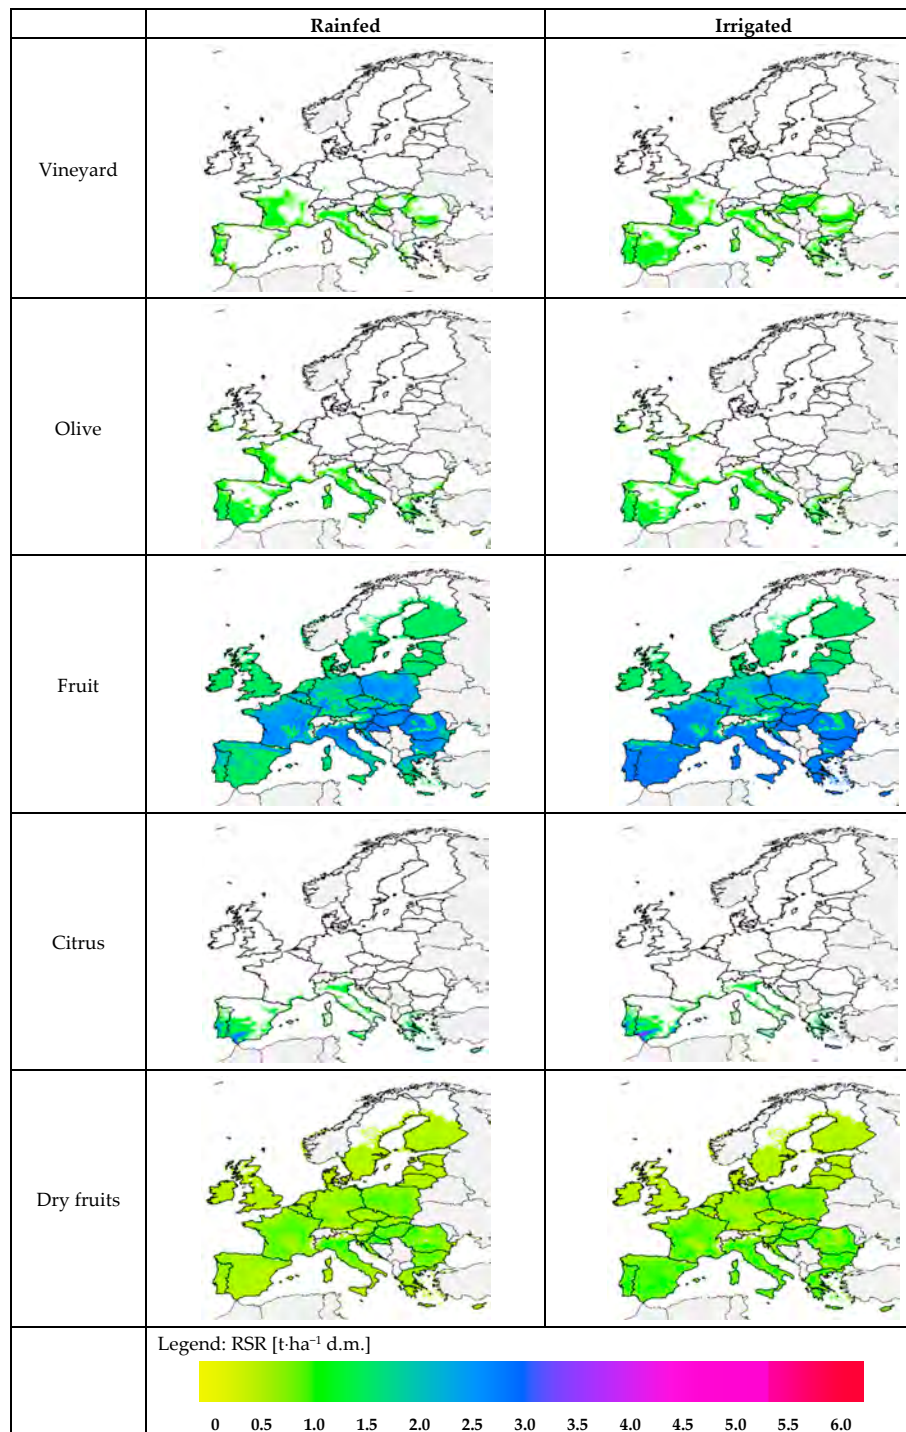 Rainfed Irrigated
Vineyard
Olive
Fruit
Citrus
Dry fruits
Legend: RSR [t·ha⁻¹ d.m.]
0 0.5 1.0 1.5 2.0 2.5 3.0 3.5 4.0 4.5 5.0 5.5 6.0